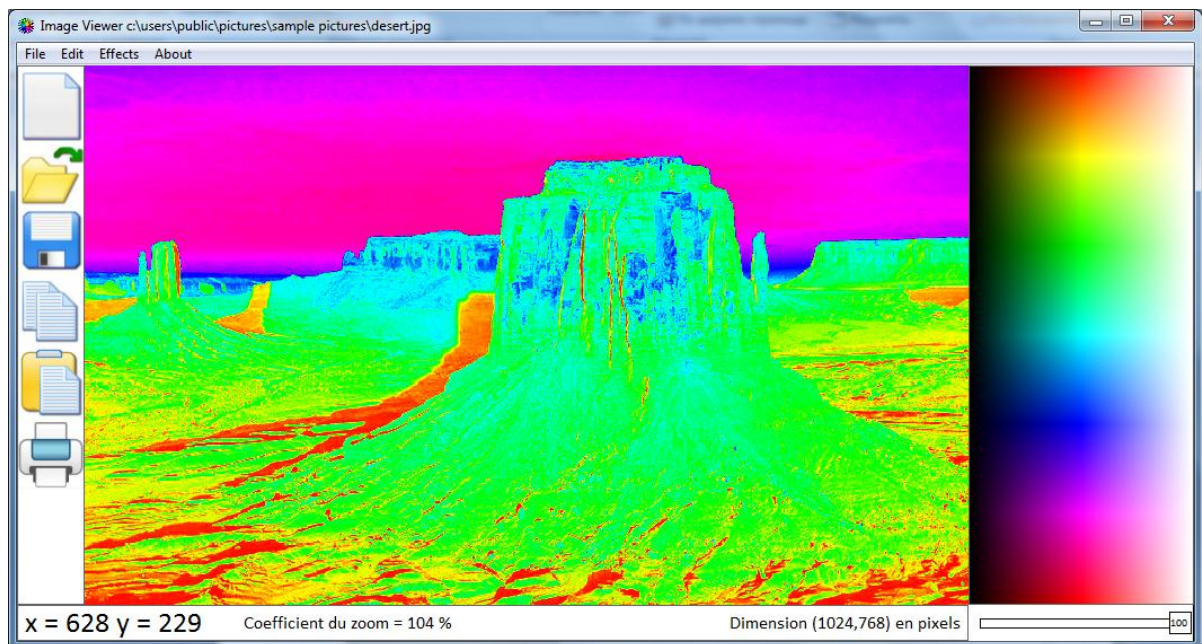 Image Viewer c:\users\public\pictures\sample pictures\desert.jpg
File Edit Effects About
x = 628 y = 229 Coefficient du zoom = 104 % Dimension (1024,768) en pixels 100